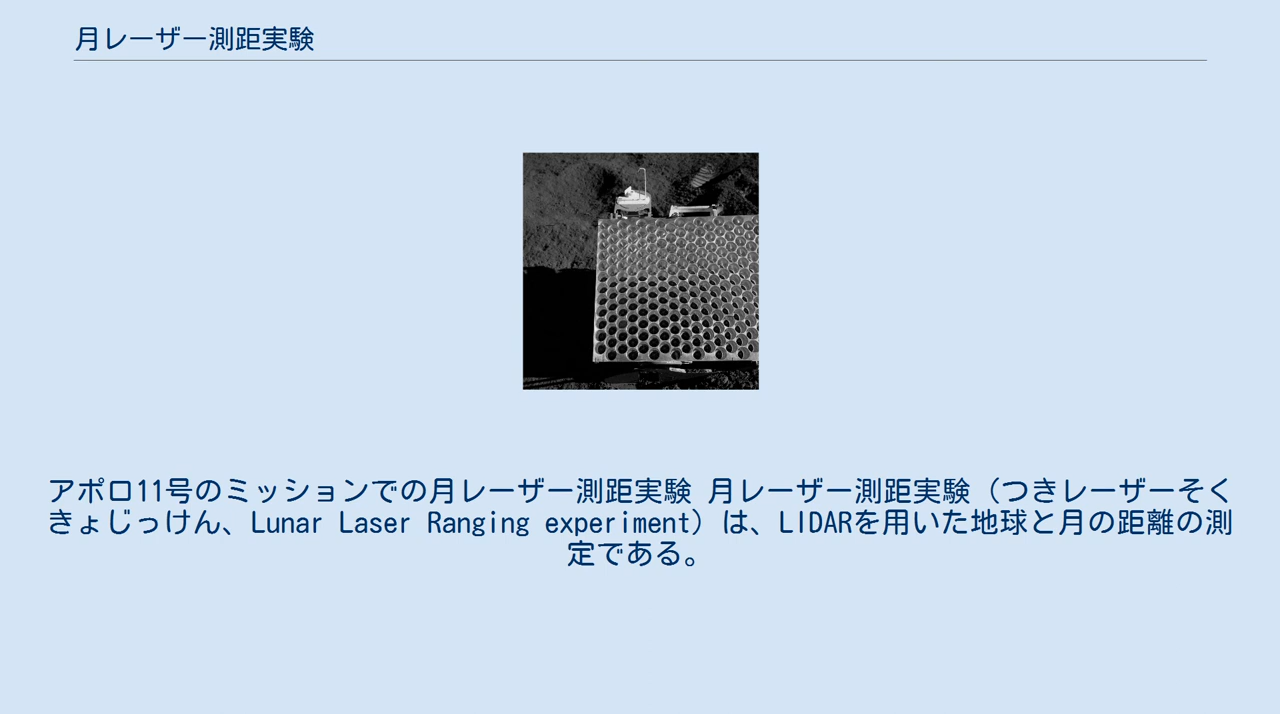 月レーザー測距実験
アポロ11号のミッションでの月レーザー測距実験 月レーザー測距実験（つきレーザーそく
きょじっけん、Lunar Laser Ranging experiment）は、LIDARを用いた地球と月の距離の測
定である。